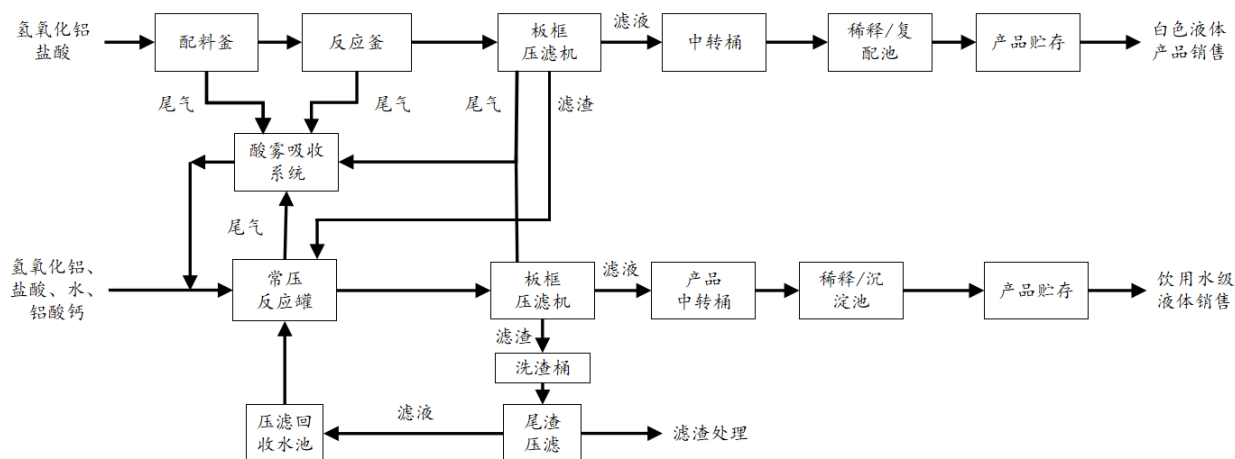 氢氧化铝
盐酸
配料釜
反应釜
板框
压滤机
滤液
中转桶
稀释/复
配池
产品贮存
白色液体
产品销售
尾气
尾气
尾气
滤渣
酸雾吸收
系统
尾气
氢氧化铝、
盐酸、水、
铝酸钙
常压
反应罐
板框
压滤机
滤液
产品
中转桶
稀释/沉
淀池
产品贮存
饮用水级
液体销售
滤渣
洗渣桶
压滤回
收水池
滤液
尾渣
压滤
滤渣处理